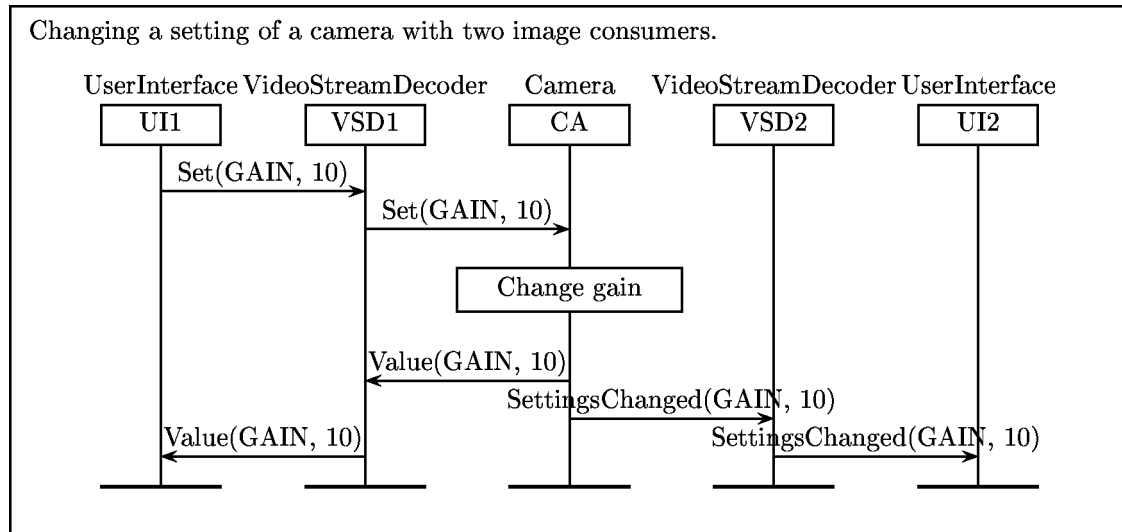 Changing a setting of a camera with two image consumers.
UserInterface VideoStreamDecoder Camera VideoStreamDecoder UserInterface
UI1 VSD1 CA VSD2 UI2
Set(GAIN, 10)
Set(GAIN, 10)
Change gain
Value(GAIN, 10)
SettingsChanged(GAIN, 10)
Value(GAIN, 10) SettingsChanged(GAIN, 10)